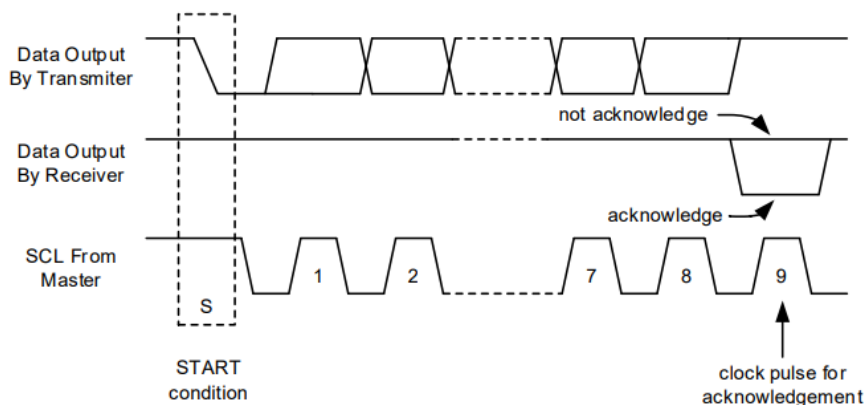 Data Output
By Transmiter
not acknowledge
Data Output
By Receiver
acknowledge
SCL From
Master
1
2
7
8
9
S
START
condition
clock pulse for
acknowledgement